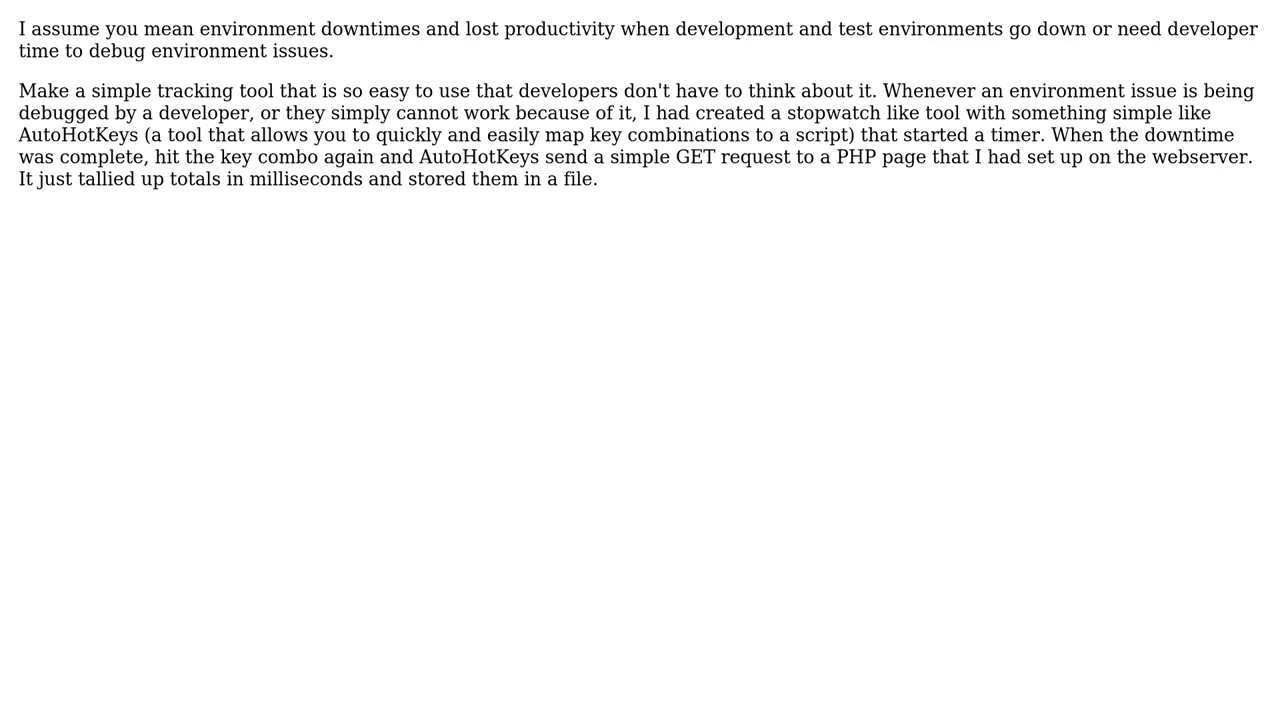 I assume you mean environment downtimes and lost productivity when development and test environments go down or need developer
time to debug environment issues.
Make a simple tracking tool that is so easy to use that developers don't have to think about it. Whenever an environment issue is being
debugged by a developer, or they simply cannot work because of it, I had created a stopwatch like tool with something simple like
AutoHotKeys (a tool that allows you to quickly and easily map key combinations to a script) that started a timer. When the downtime
was complete, hit the key combo again and AutoHotKeys send a simple GET request to a PHP page that I had set up on the webserver.
It just tallied up totals in milliseconds and stored them in a file.